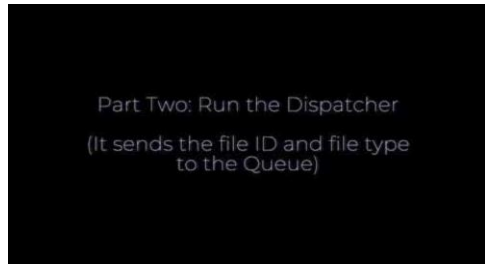 Part Two: Run the Dispatcher
(It sends the file ID and file type
to the Queue)